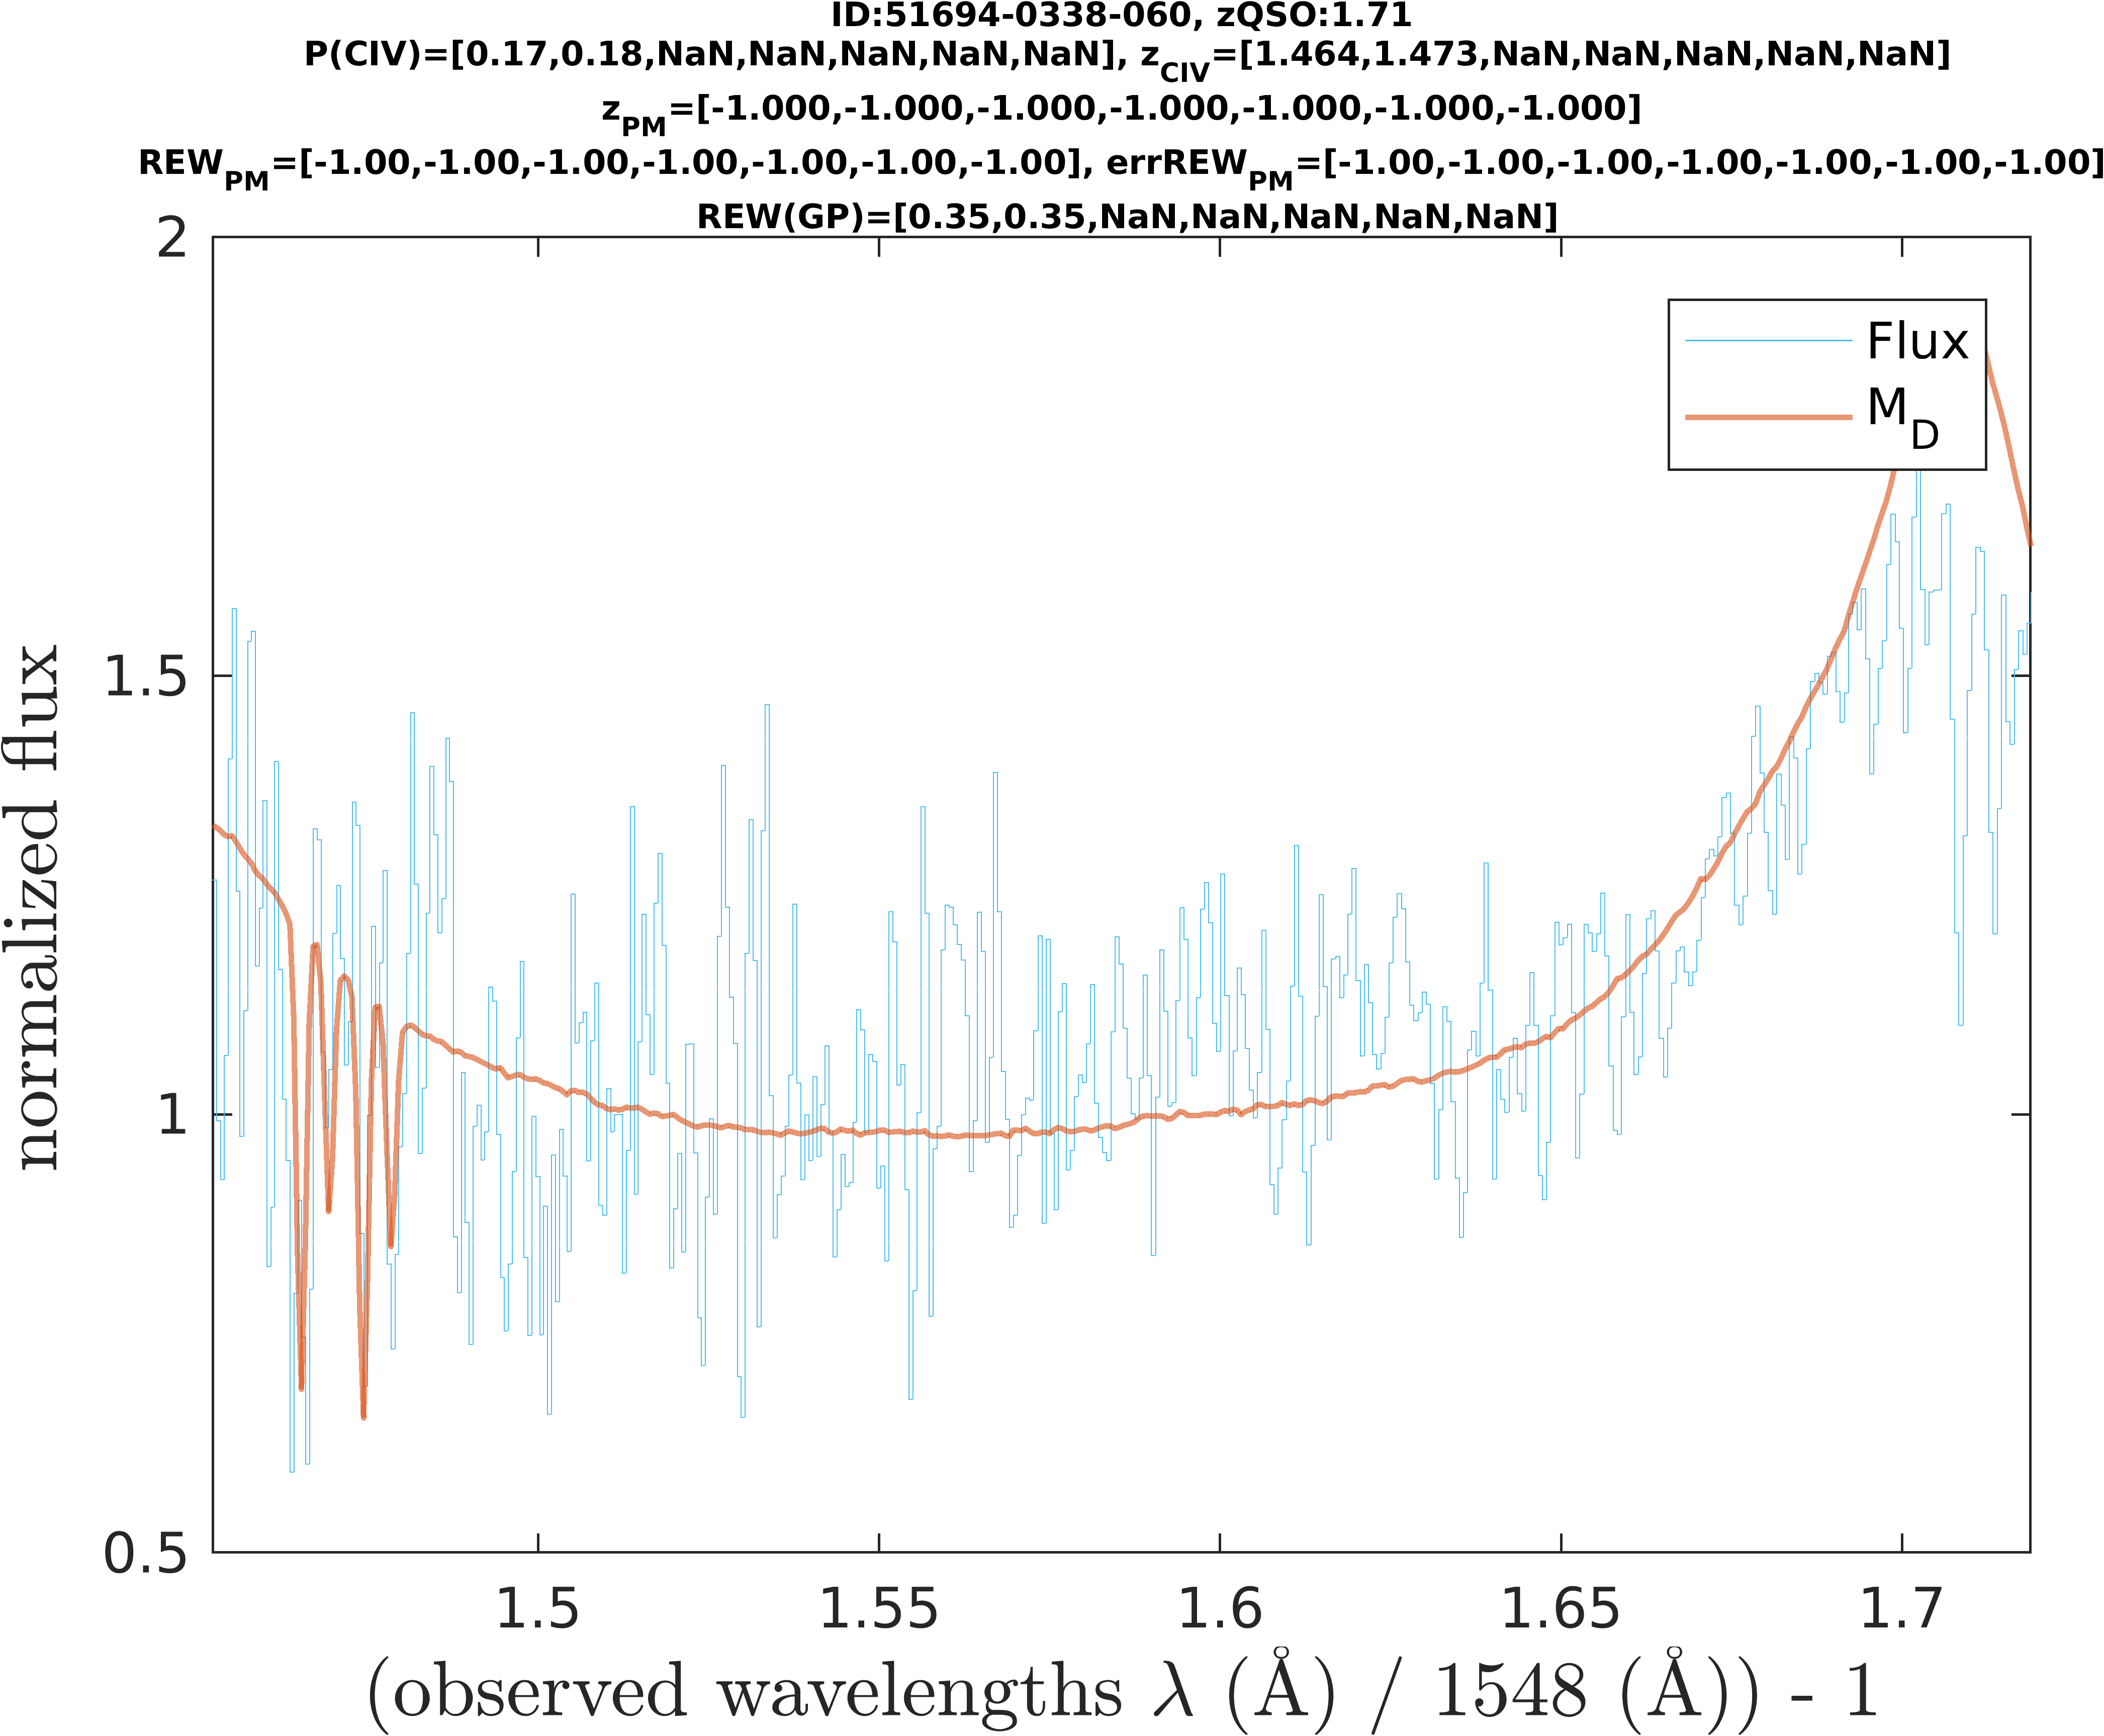 ID:51694-0338-060, zQSO:1.71
P(CIV)=[0.17,0.18,NaN,NaN,NaN,NaN,NaN], zCIV=[1.464,1.473,NaN,NaN,NaN,NaN,NaN]
zPM=[-1.000,-1.000,-1.000,-1.000,-1.000,-1.000,-1.000]
REWPM=[-1.00,-1.00,-1.00,-1.00,-1.00,-1.00,-1.00], errREWPM=[-1.00,-1.00,-1.00,-1.00,-1.00,-1.00,-1.00]
REW(GP)=[0.35,0.35,NaN,NaN,NaN,NaN,NaN]
2
1.5
1
0.5
normalized flux
Flux
MD
1.5 1.55 1.6 1.65 1.7
(observed wavelengths λ (Å) / 1548 (Å)) - 1